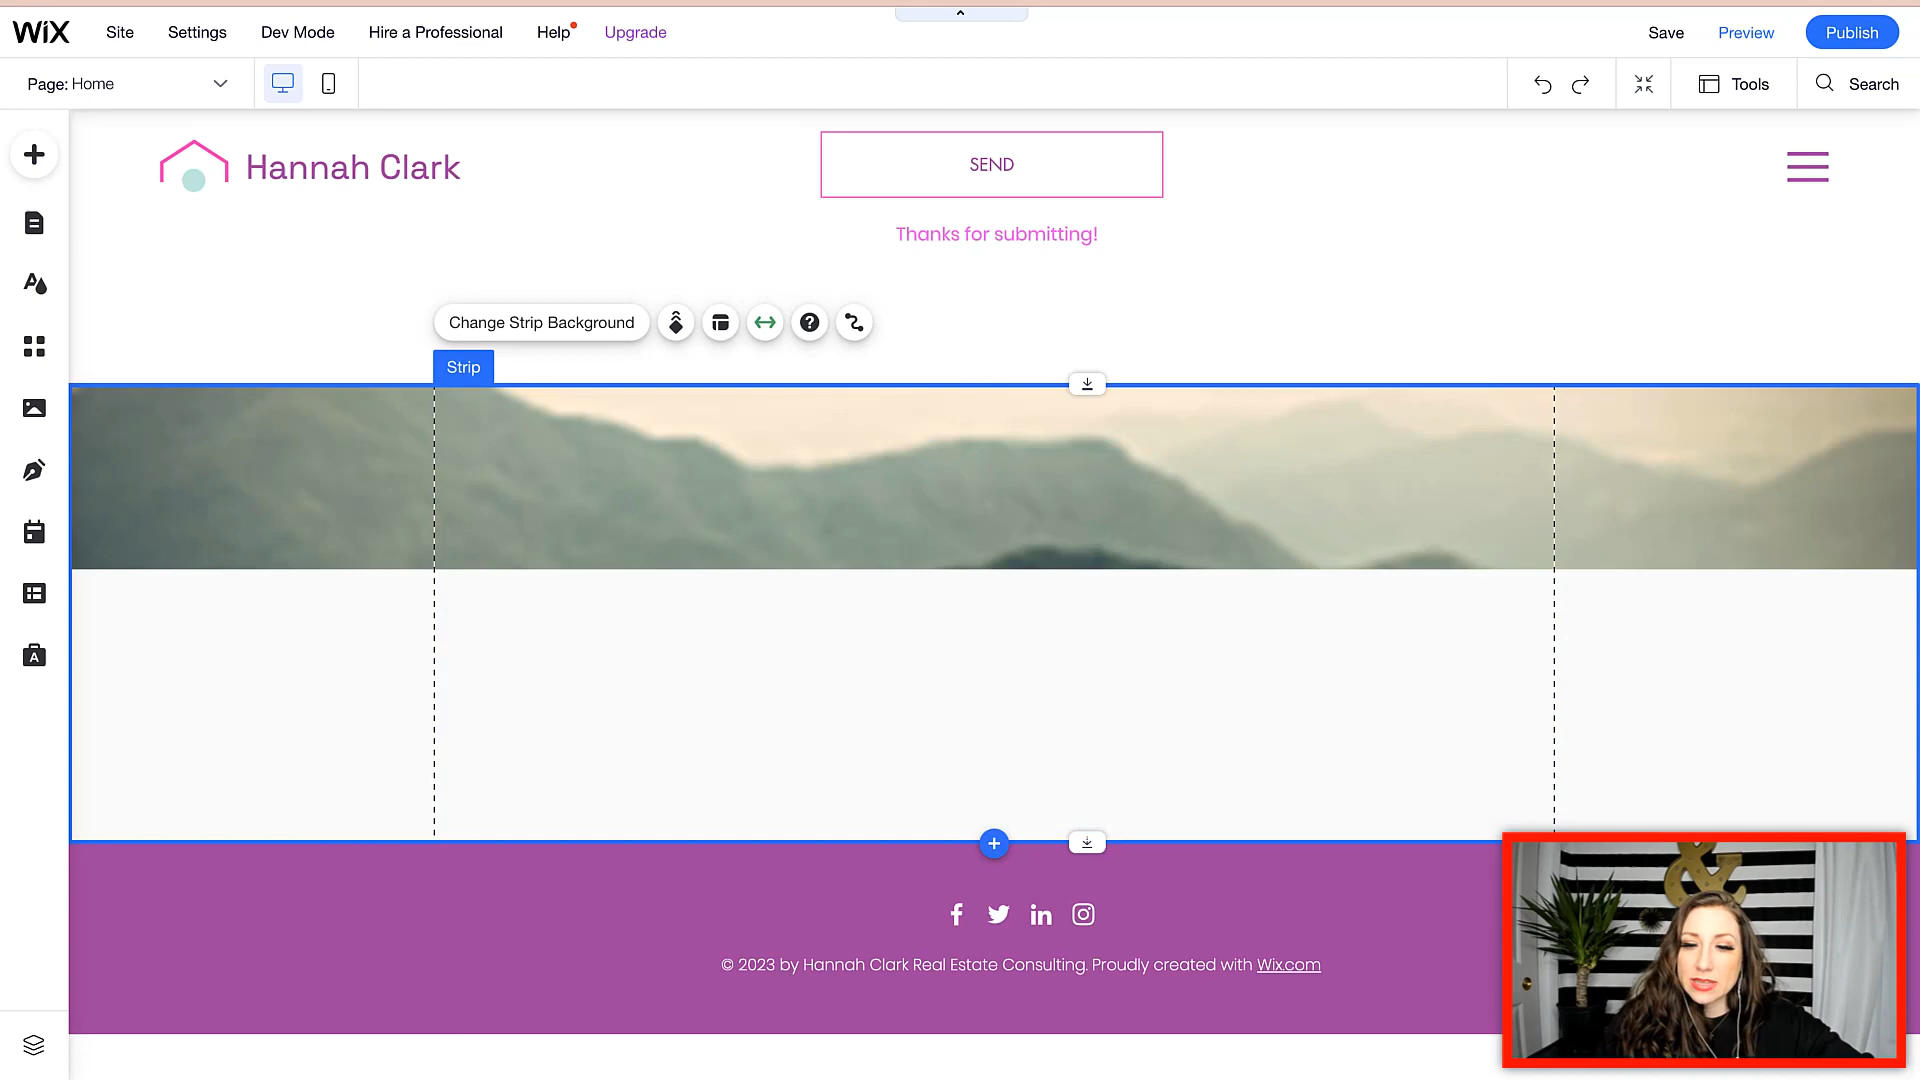 WiX Site Settings Dev Mode Hire a Professional Help Upgrade Save Preview Publish
Page: Home Tools Search
Hannah Clark
SEND
Thanks for submitting!
Change Strip Background
Strip
© 2023 by Hannah Clark Real Estate Consulting. Proudly created with Wix.com